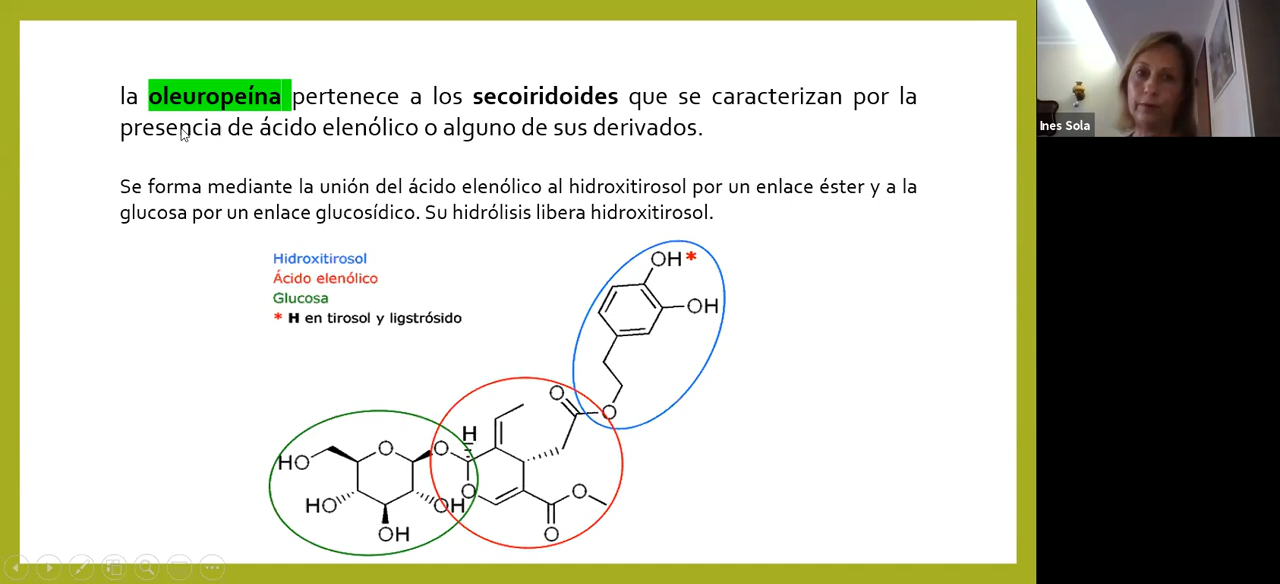 la oleuropeína pertenece a los secoiridoides que se caracterizan por la
presencia de ácido elenólico o alguno de sus derivados.
Se forma mediante la unión del ácido elenólico al hidroxitirosol por un enlace éster y a la
glucosa por un enlace glucosídico. Su hidrólisis libera hidroxitirosol.
Hidroxitirosol
Ácido elenólico
Glucosa
* H en tirosol y ligstrósido
OH*
OH
O
O
H
O
O
HO
O
O
HO
OH
O
OH
Ines Sola